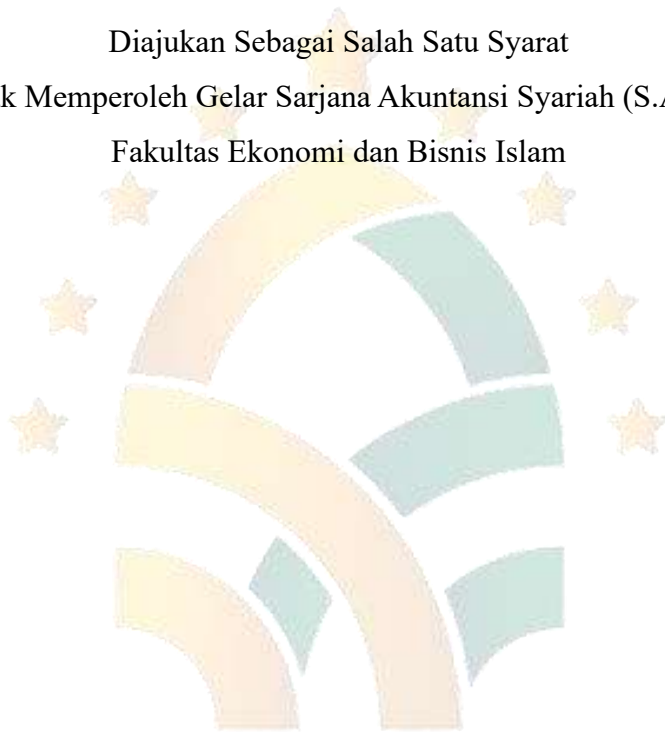 Diajukan Sebagai Salah Satu Syarat
k Memperoleh Gelar Sarjana Akuntansi Syariah (S.A
Fakultas Ekonomi dan Bisnis Islam